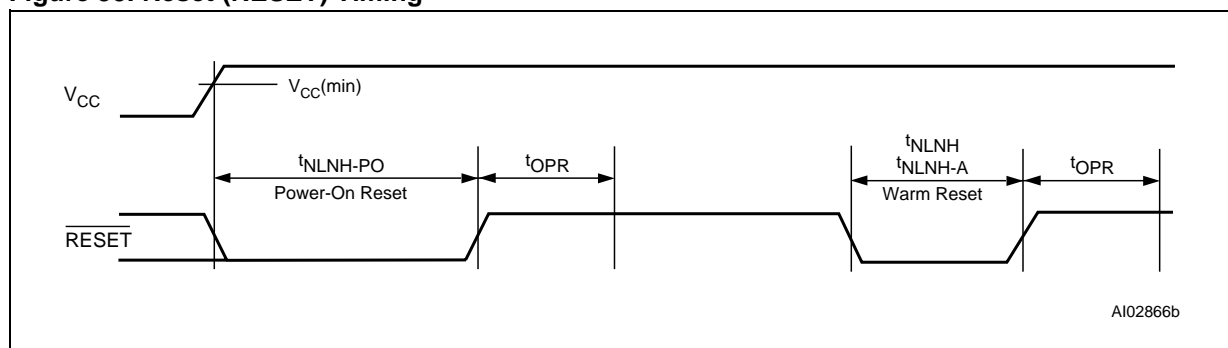 Figure Reset (RESET) Timing
VCC
VCC(min)
tNLNH-PO
Power-On Reset
tOPR
tNLNH
tNLNH-A
Warm Reset
tOPR
RESET
AI02866b